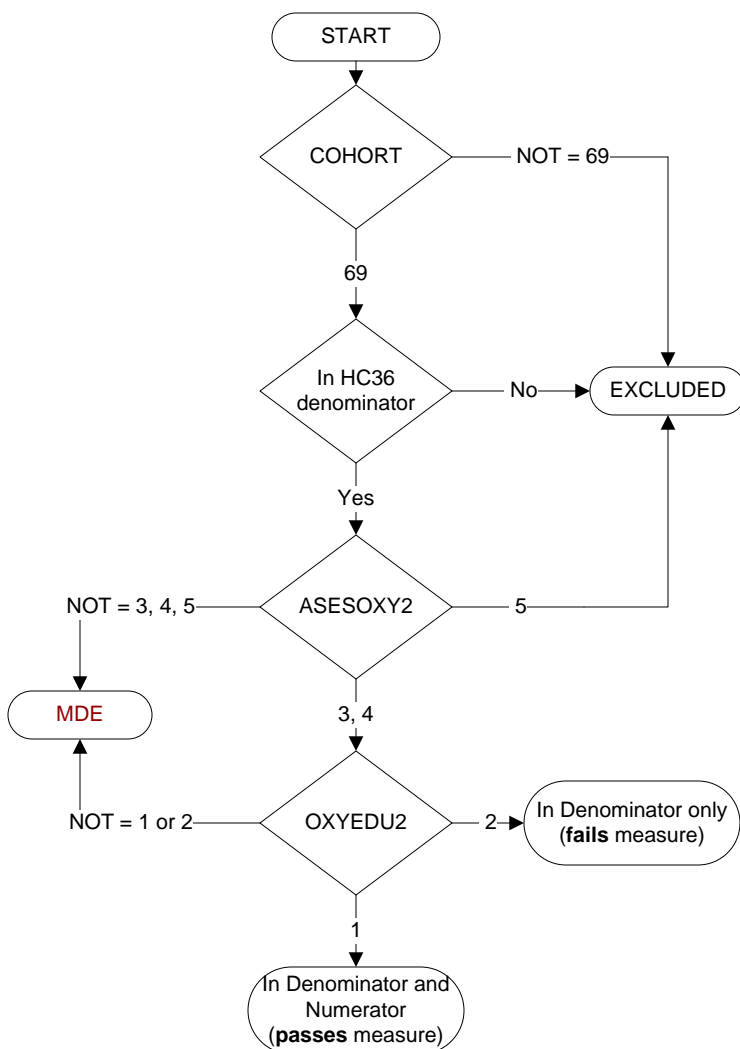 START
COHORT
NOT = 69
69
In HC36
denominator
No
EXCLUDED
Yes
NOT = 3, 4, 5
ASESOXY2
5
MDE
3, 4
NOT = 1 or 2
OXYEDU2
2
In Denominator only
(fails measure)
1
In Denominator and
Numerator
(passes measure)